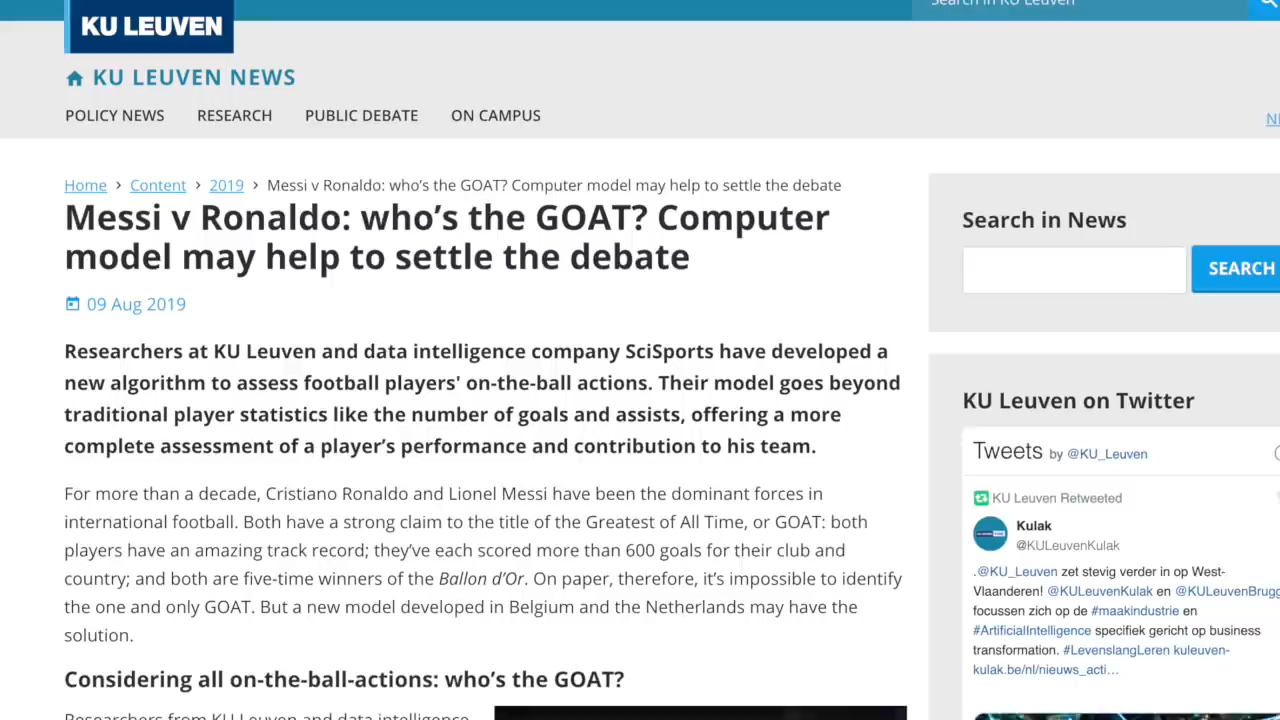 Search in KU Leuven
KU LEUVEN
KU LEUVEN NEWS
POLICY NEWS RESEARCH PUBLIC DEBATE ON CAMPUS
Home > Content > 2019 > Messi v Ronaldo: who's the GOAT? Computer model may help to settle the debate
Messi v Ronaldo: who's the GOAT? Computer
model may help to settle the debate
09 Aug 2019
Researchers at KU Leuven and data intelligence company SciSports have developed a
new algorithm to assess football players' on-the-ball actions. Their model goes beyond
traditional player statistics like the number of goals and assists, offering a more
complete assessment of a player's performance and contribution to his team.
For more than a decade, Cristiano Ronaldo and Lionel Messi have been the dominant forces in
international football. Both have a strong claim to the title of the Greatest of All Time, or GOAT: both
players have an amazing track record; they've each scored more than 600 goals for their club and
country; and both are five-time winners of the Ballon d'Or. On paper, therefore, it's impossible to identify
the one and only GOAT. But a new model developed in Belgium and the Netherlands may have the
solution.
Considering all on-the-ball-actions: who's the GOAT?
Researchers from KU Leuven and data intelligence
Search in News
SEARCH
KU Leuven on Twitter
Tweets by @KU_Leuven
KU Leuven Retweeted
Kulak
@KULeuvenKulak
.@KU_Leuven zet stevig verder in op West-
Vlaanderen! @KULeuvenKulak en @KULeuvenBrugg
focussen zich op de #maakindustrie en
#ArtificialIntelligence specifiek gericht op business
transformation. #LevenslangLeren kuleuven-
kulak.be/nl/nieuws_acti…